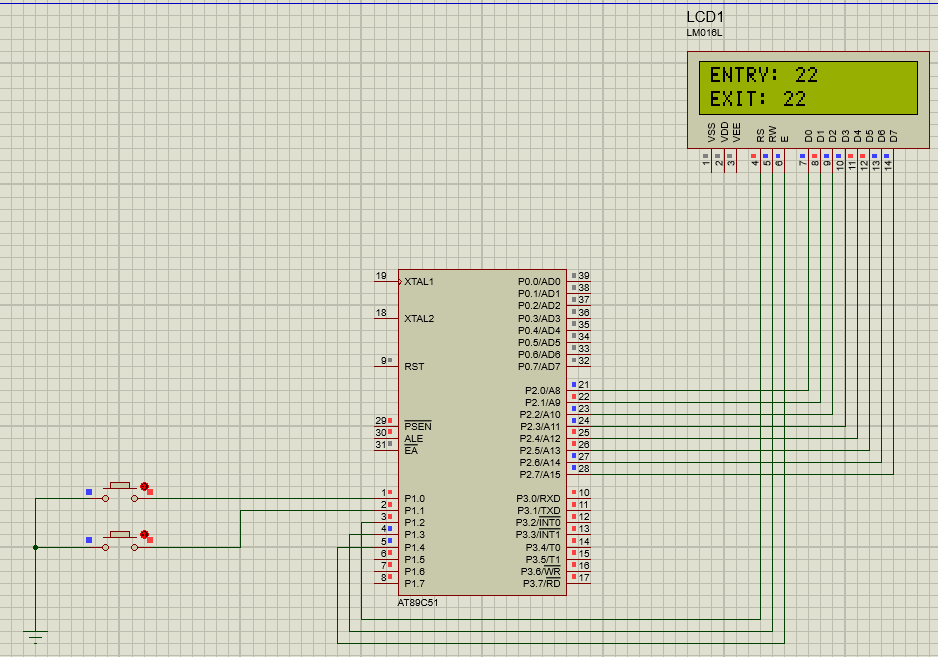 LCD1
LM016L
ENTRY: 22
EXIT: 22
VSS VDD VEE RS RW E D0 D1 D2 D3 D4 D5 D6 D7
1 2 3 4 5 6 7 8 9 10 11 12 13 14
19 XTAL1 P0.0/AD0 39
P0.1/AD1 38
P0.2/AD2 37
18 XTAL2 P0.3/AD3 36
P0.4/AD4 35
P0.5/AD5 34
P0.6/AD6 33
9 RST P0.7/AD7 32
P2.0/A8 21
P2.1/A9 22
P2.2/A10 23
29 PSEN P2.3/A11 24
30 ALE P2.4/A12 25
31 EA P2.5/A13 26
P2.6/A14 27
P2.7/A15 28
1 P1.0 P3.0/RXD 10
2 P1.1 P3.1/TXD 11
3 P1.2 P3.2/INT0 12
4 P1.3 P3.3/INT1 13
5 P1.4 P3.4/T0 14
6 P1.5 P3.5/T1 15
7 P1.6 P3.6/WR 16
8 P1.7 P3.7/RD 17
AT89C51